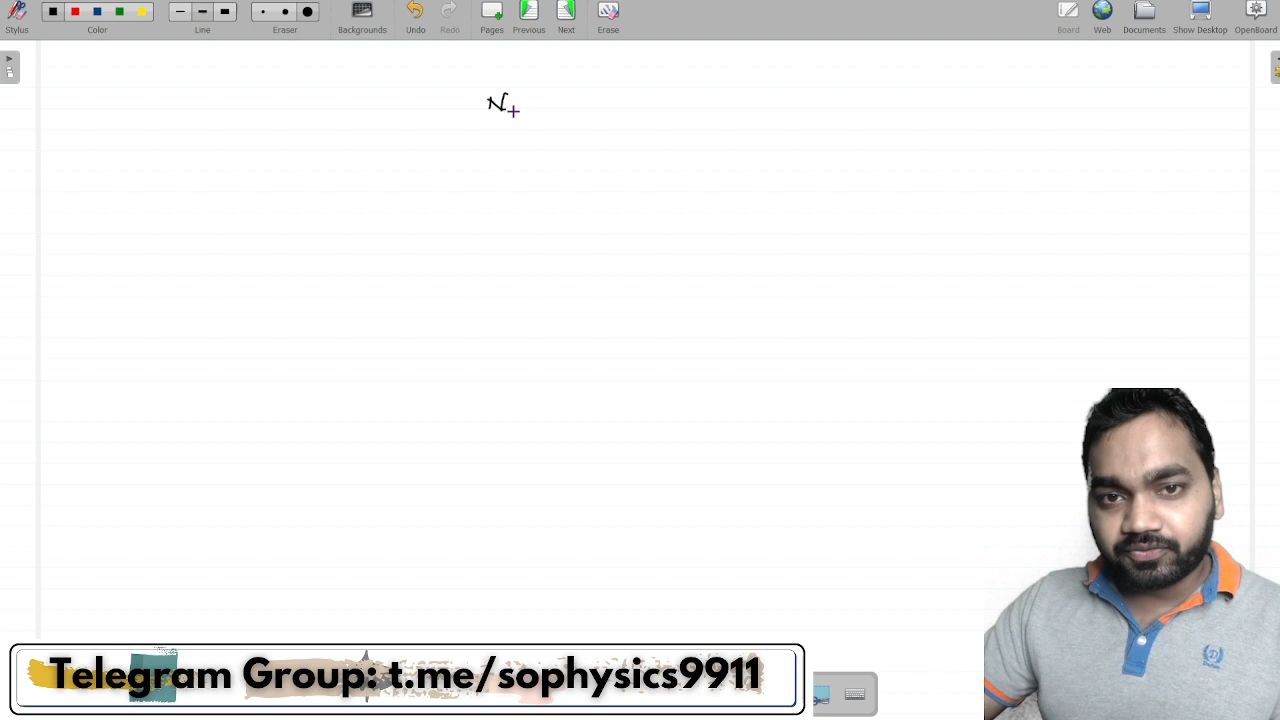 Stylus Color Line Eraser Backgrounds Undo Redo Pages Previous Next Erase Board Web Documents Show Desktop OpenBoard
N
Telegram Group: t.me/sophysics9911